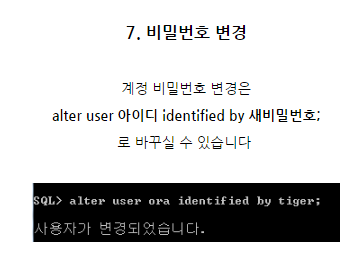 7. 비밀번호 변경
계정 비밀번호 변경은
alter user 아이디 identified by 새비밀번호;
로 바꾸실 수 있습니다
SQL> alter user ora identified by tiger;
사용자가 변경되었습니다.